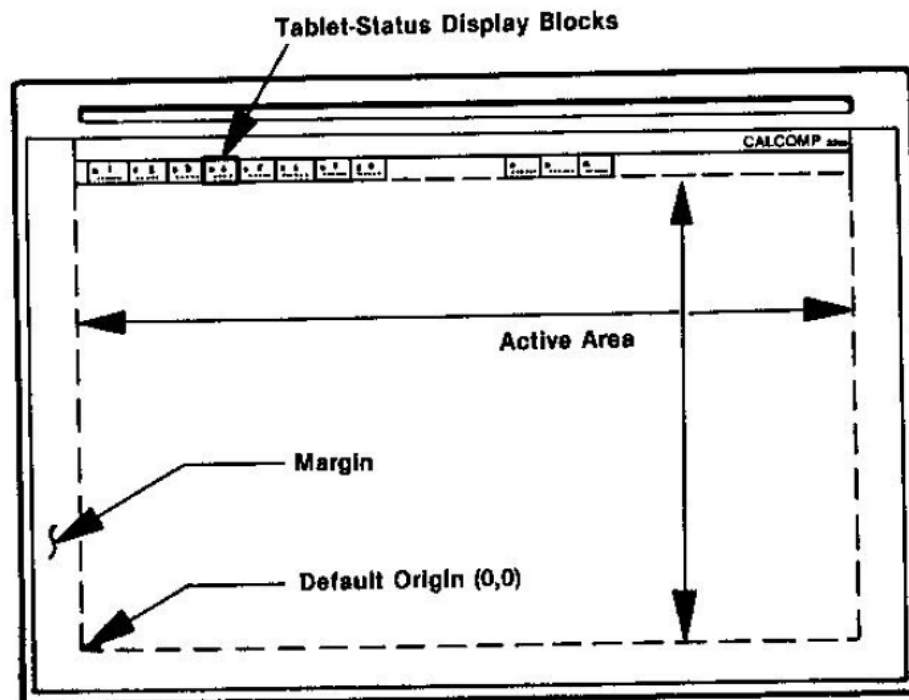 Tablet-Status Display Blocks
CALCOMP
Active Area
Margin
Default Origin (0,0)